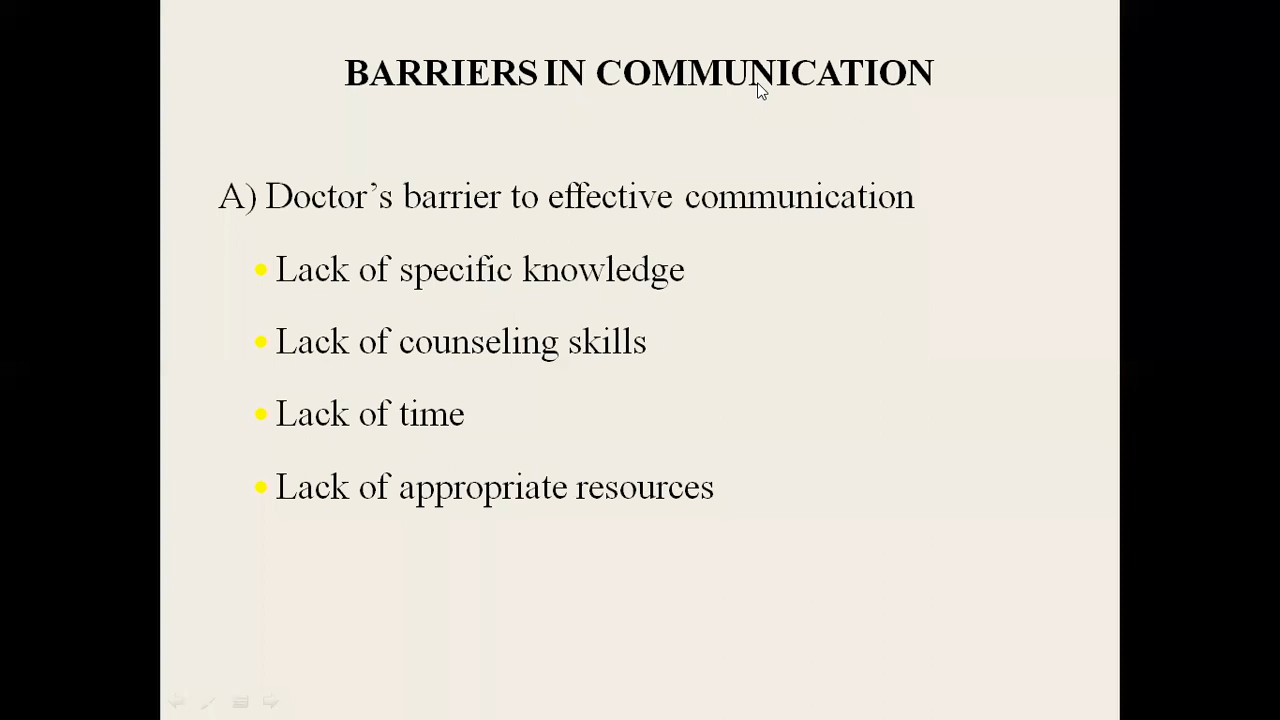 BARRIERS IN COMMUNICATION
A) Doctor’s barrier to effective communication
• Lack of specific knowledge
• Lack of counseling skills
• Lack of time
• Lack of appropriate resources